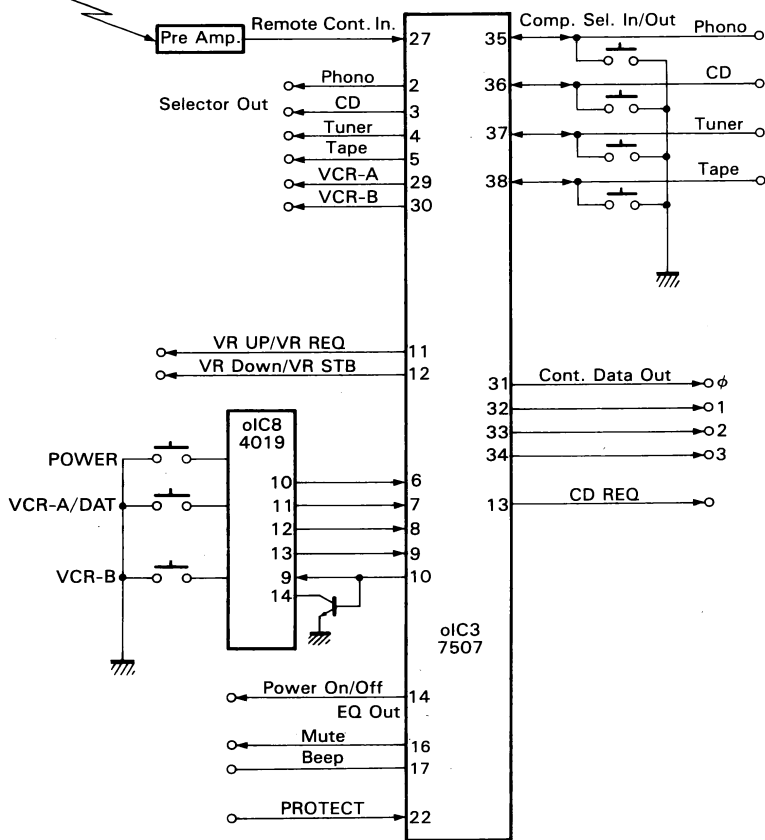 Pre Amp.
Remote Cont. In.
27
Phono
2
Selector Out
CD
3
Tuner
4
Tape
5
VCR-A
29
VCR-B
30
35
Comp. Sel. In/Out
Phono
36
CD
37
Tuner
38
Tape
VR UP/VR REQ
11
VR Down/VR STB
12
31
Cont. Data Out
φ
32
1
33
2
34
3
13
CD REQ
oIC8
4019
POWER
VCR-A/DAT
VCR-B
10
6
11
7
12
8
13
9
9
10
14
oIC3
7507
Power On/Off
14
EQ Out
Mute
16
Beep
17
PROTECT
22